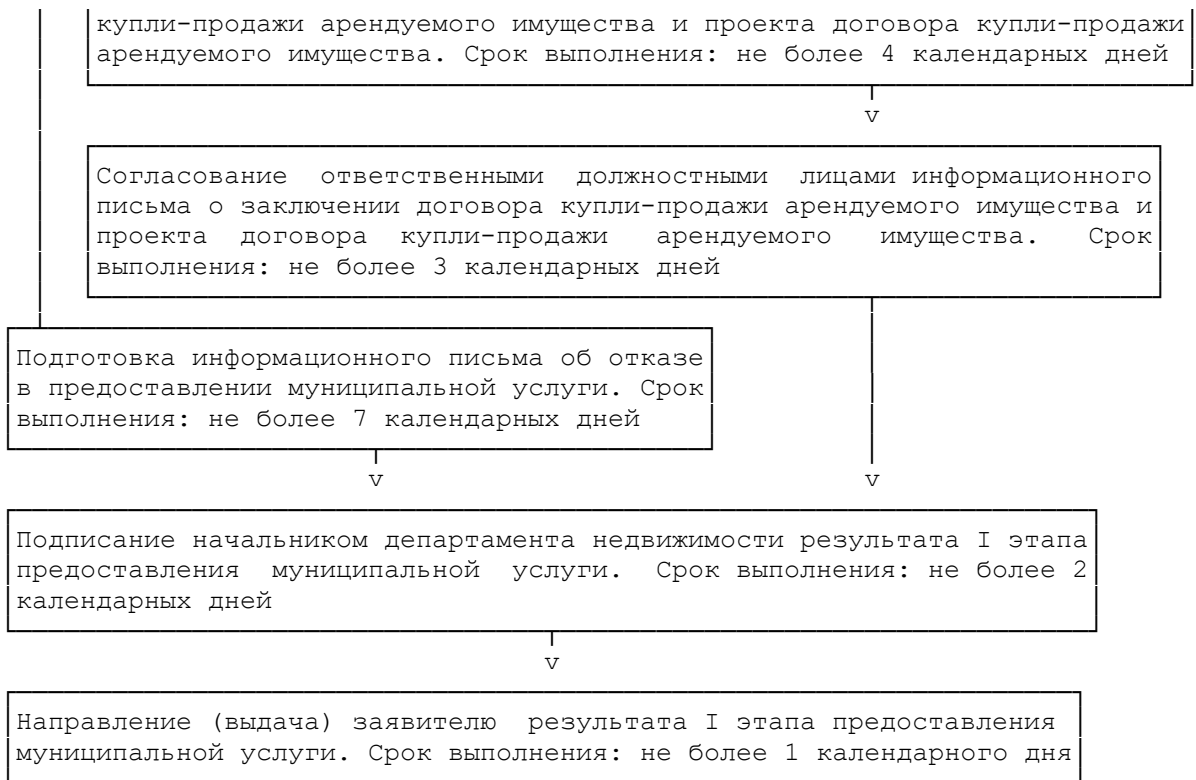 купли-продажи арендуемого имущества и проекта договора купли-продажи
арендуемого имущества. Срок выполнения: не более 4 календарных дней
v
Согласование ответственными должностными лицами информационного
письма о заключении договора купли-продажи арендуемого имущества и
проекта договора купли-продажи арендуемого имущества. Срок
выполнения: не более 3 календарных дней
Подготовка информационного письма об отказе
в предоставлении муниципальной услуги. Срок
выполнения: не более 7 календарных дней
v v
Подписание начальником департамента недвижимости результата I этапа
предоставления муниципальной услуги. Срок выполнения: не более 2
календарных дней
v
Направление (выдача) заявителю результата I этапа предоставления
муниципальной услуги. Срок выполнения: не более 1 календарного дня